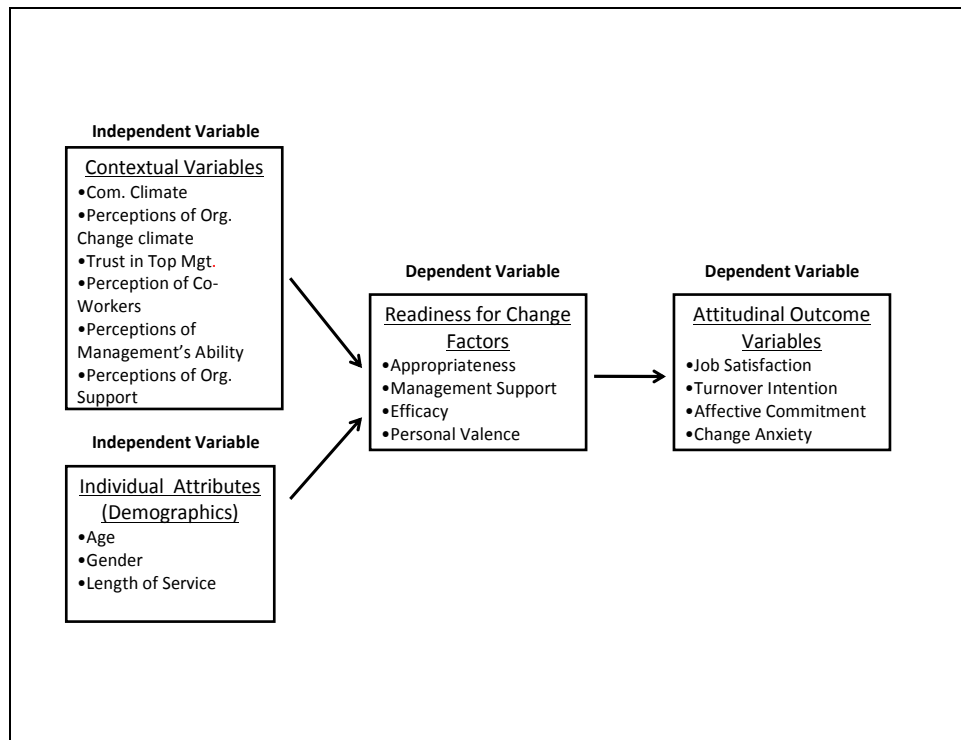 Independent Variable
Contextual Variables
•Com. Climate
•Perceptions of Org.
Change climate
•Trust in Top Mgt.
•Perception of Co-
Workers
•Perceptions of
Management’s Ability
•Perceptions of Org.
Support
Independent Variable
Individual Attributes
(Demographics)
•Age
•Gender
•Length of Service
Dependent Variable
Readiness for Change
Factors
•Appropriateness
•Management Support
•Efficacy
•Personal Valence
Dependent Variable
Attitudinal Outcome
Variables
•Job Satisfaction
•Turnover Intention
•Affective Commitment
•Change Anxiety